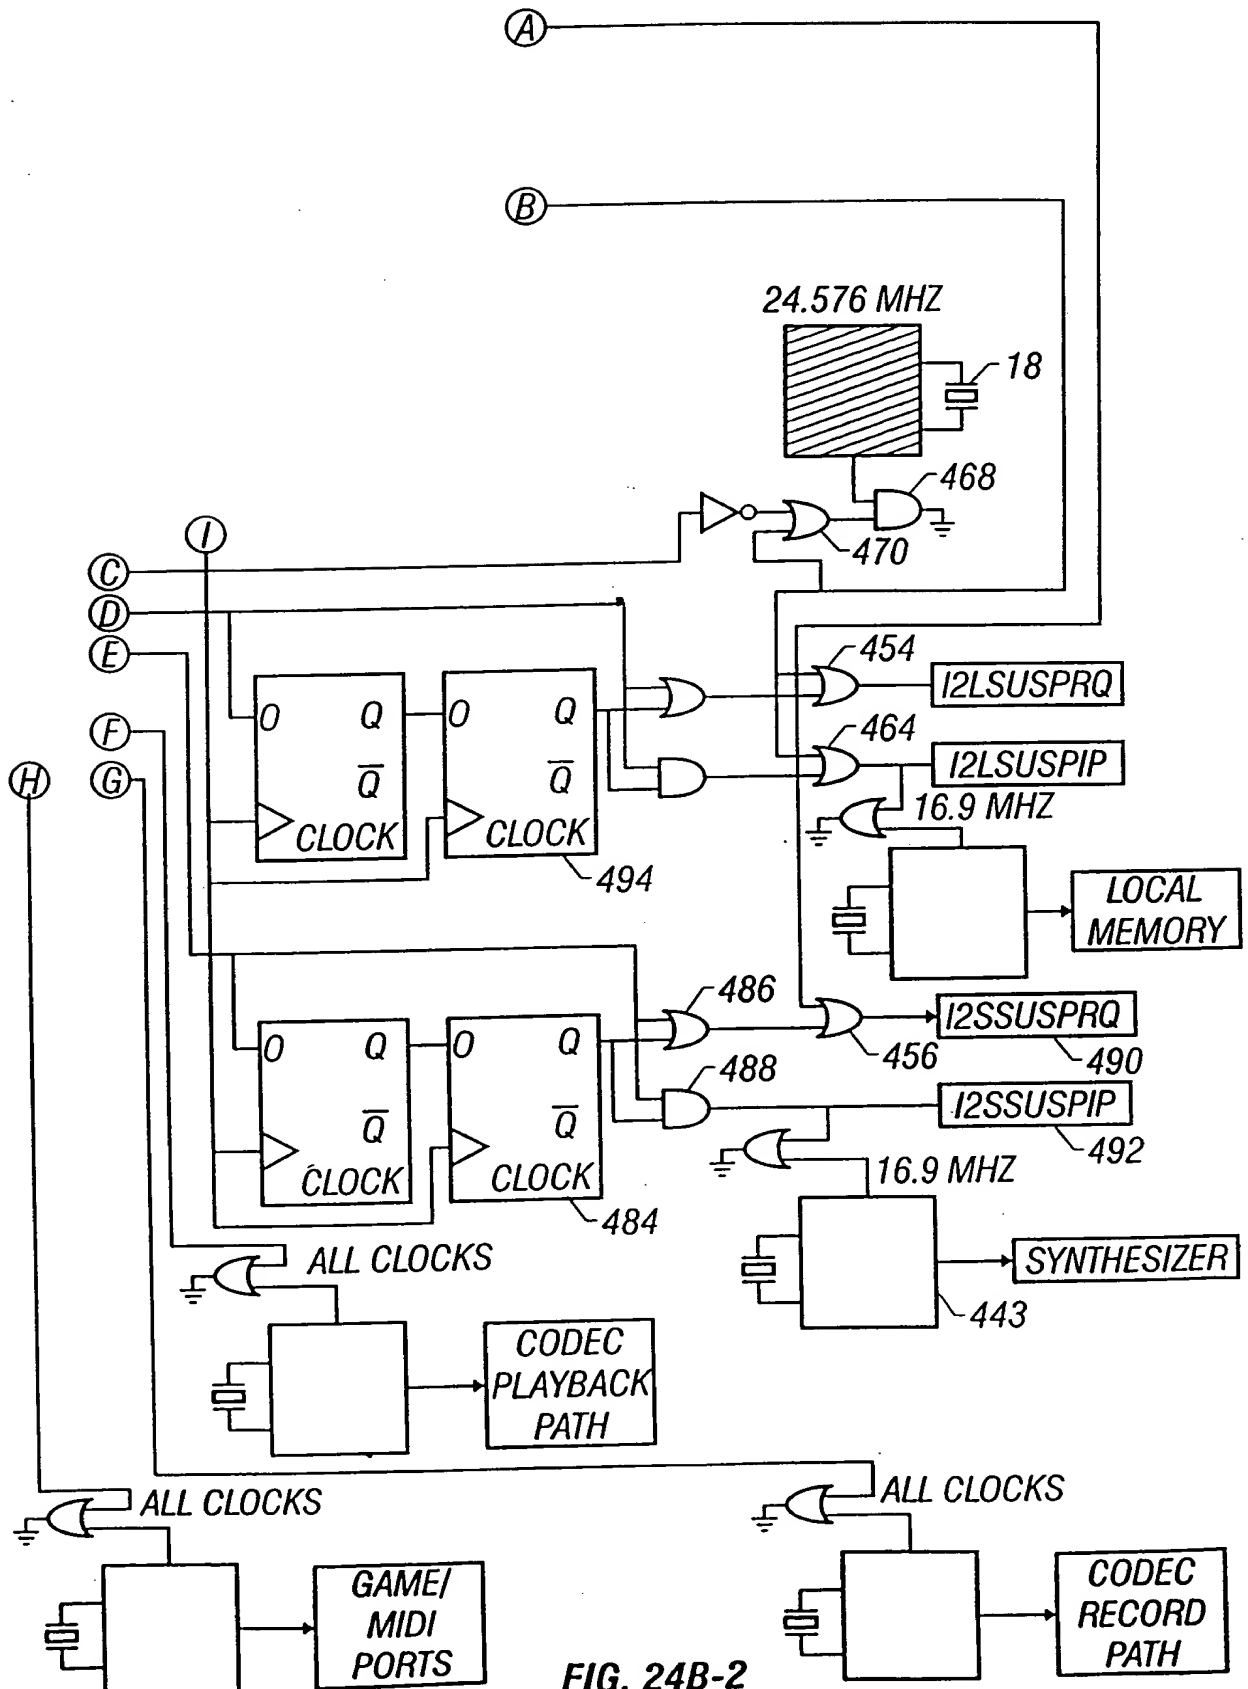 A
B
24.576 MHZ
18
468
470
I
C
D
E
F
G
H
454
I2LSUSPRQ
464
I2LSUSPIP
O Q O Q
Q̅ Q̅
CLOCK CLOCK
494
16.9 MHZ
LOCAL
MEMORY
486
I2SSUSPRQ
456
490
488
I2SSUSPIP
492
O Q O Q
Q̅ Q̅
CLOCK CLOCK
484
16.9 MHZ
SYNTHESIZER
443
ALL CLOCKS
CODEC
PLAYBACK
PATH
ALL CLOCKS
GAME/
MIDI
PORTS
ALL CLOCKS
CODEC
RECORD
PATH
FIG. 24B-2